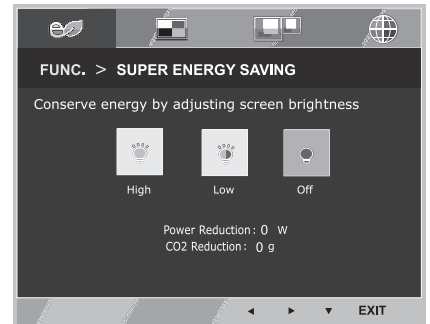 FUNC. > SUPER ENERGY SAVING
Conserve energy by adjusting screen brightness
High Low Off
Power Reduction : 0 W
CO2 Reduction : 0 g
EXIT